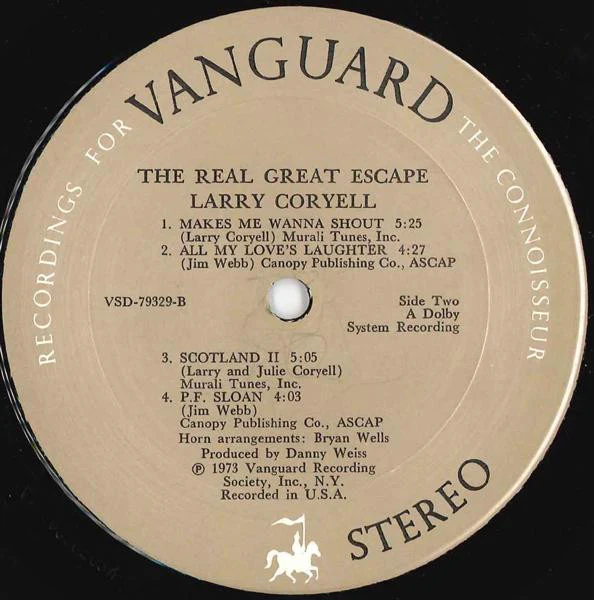 VANGUARD
RECORDINGS FOR THE CONNOISSEUR
THE REAL GREAT ESCAPE
LARRY CORYELL
1. MAKES ME WANNA SHOUT 5:25
(Larry Coryell) Murali Tunes, Inc.
2. ALL MY LOVE'S LAUGHTER 4:27
(Jim Webb) Canopy Publishing Co., ASCAP
VSD-79329-B
Side Two
A Dolby
System Recording
3. SCOTLAND II 5:05
(Larry and Julie Coryell)
Murali Tunes, Inc.
4. P.F. SLOAN 4:03
(Jim Webb)
Canopy Publishing Co., ASCAP
Horn arrangements: Bryan Wells
Produced by Danny Weiss
℗ 1973 Vanguard Recording
Society, Inc., N.Y.
Recorded in U.S.A.
STEREO